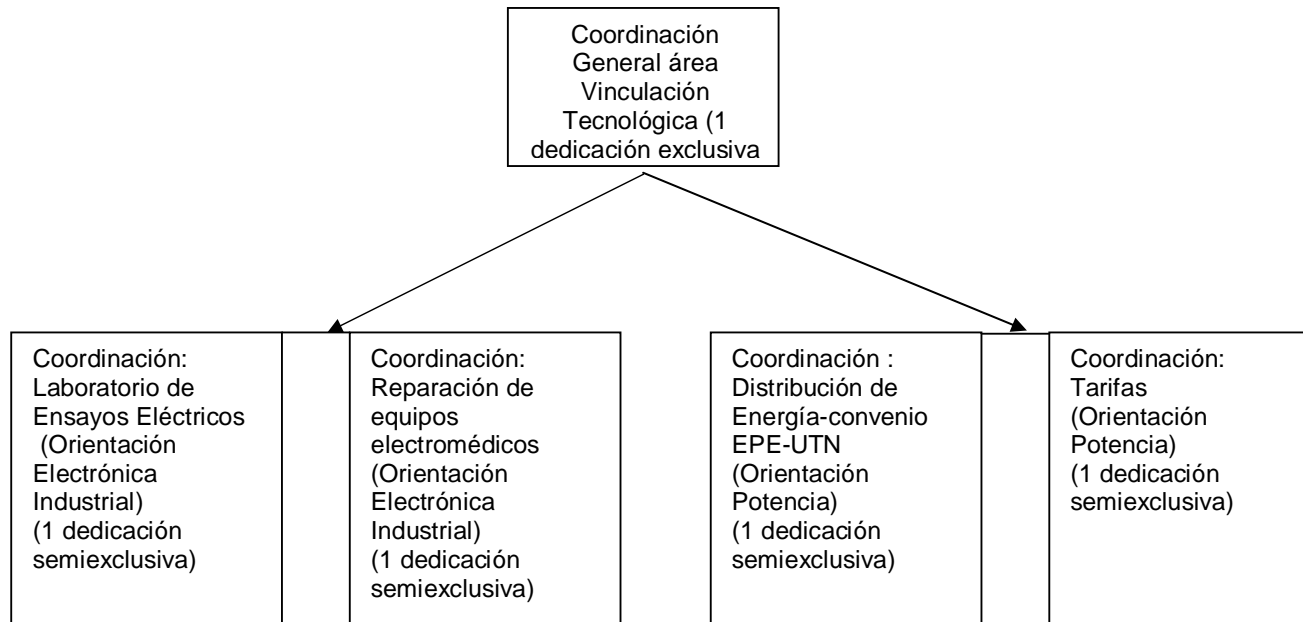 Coordinación
General área
Vinculación
Tecnológica (1
dedicación exclusiva
Coordinación:
Laboratorio de
Ensayos Eléctricos
(Orientación
Electrónica
Industrial)
(1 dedicación
semiexclusiva)
Coordinación:
Reparación de
equipos
electromédicos
(Orientación
Electrónica
Industrial)
(1 dedicación
semiexclusiva)
Coordinación :
Distribución de
Energía-convenio
EPE-UTN
(Orientación
Potencia)
(1 dedicación
semiexclusiva)
Coordinación:
Tarifas
(Orientación
Potencia)
(1 dedicación
semiexclusiva)